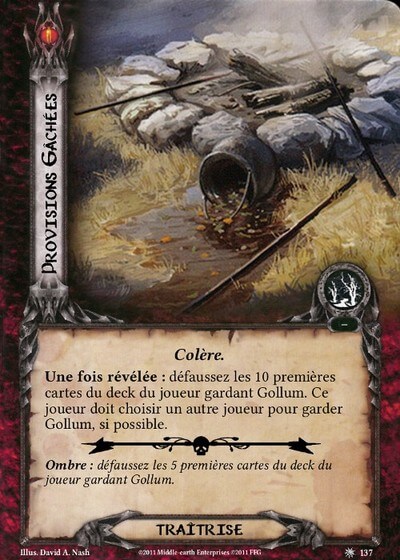 PROVISIONS GÂCHÉES
Colère.
Une fois révélée : défaussez les 10 premières
cartes du deck du joueur gardant Gollum. Ce
joueur doit choisir un autre joueur pour garder
Gollum, si possible.
Ombre : défaussez les 5 premières cartes du deck du
joueur gardant Gollum.
TRAÎTRISE
Illus. David A. Nash
©2011 Middle-earth Enterprises ©2011 FFG
137